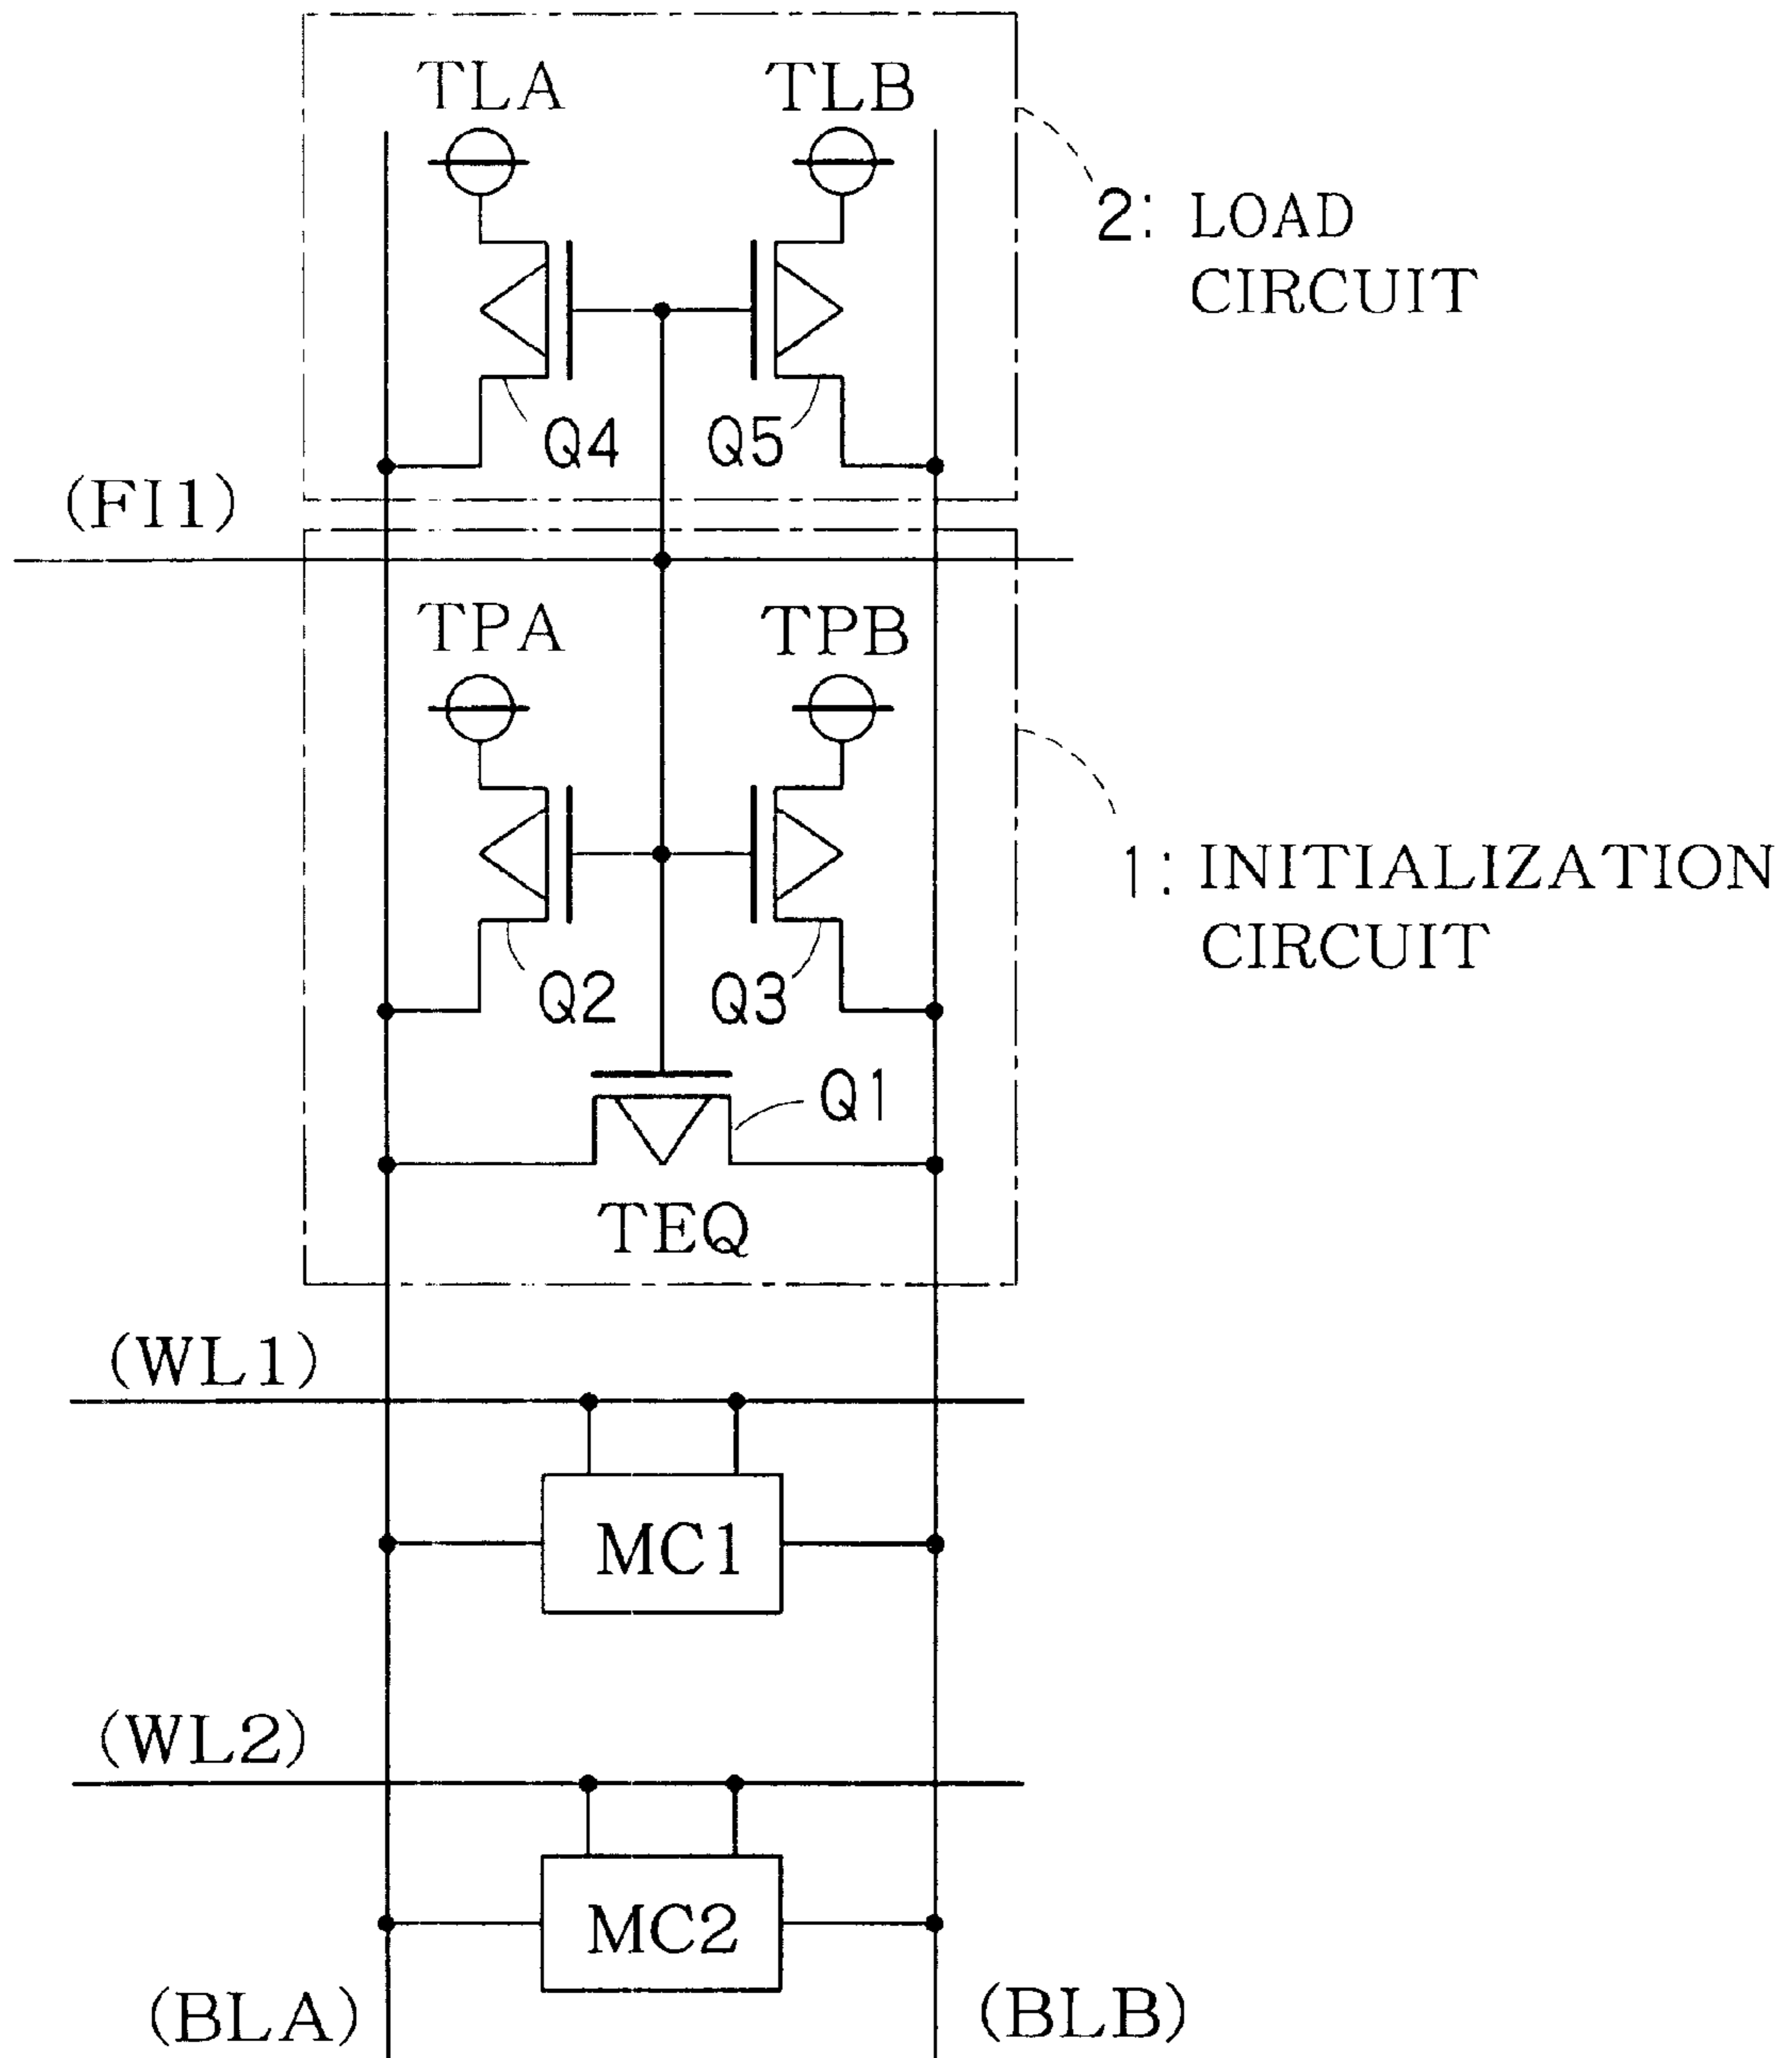 TLA TLB
2: LOAD
CIRCUIT
Q4 Q5
(FI1)
TPA TPB
1: INITIALIZATION
CIRCUIT
Q2 Q3
Q1
TEQ
(WL1)
MC1
(WL2)
MC2
(BLA) (BLB)